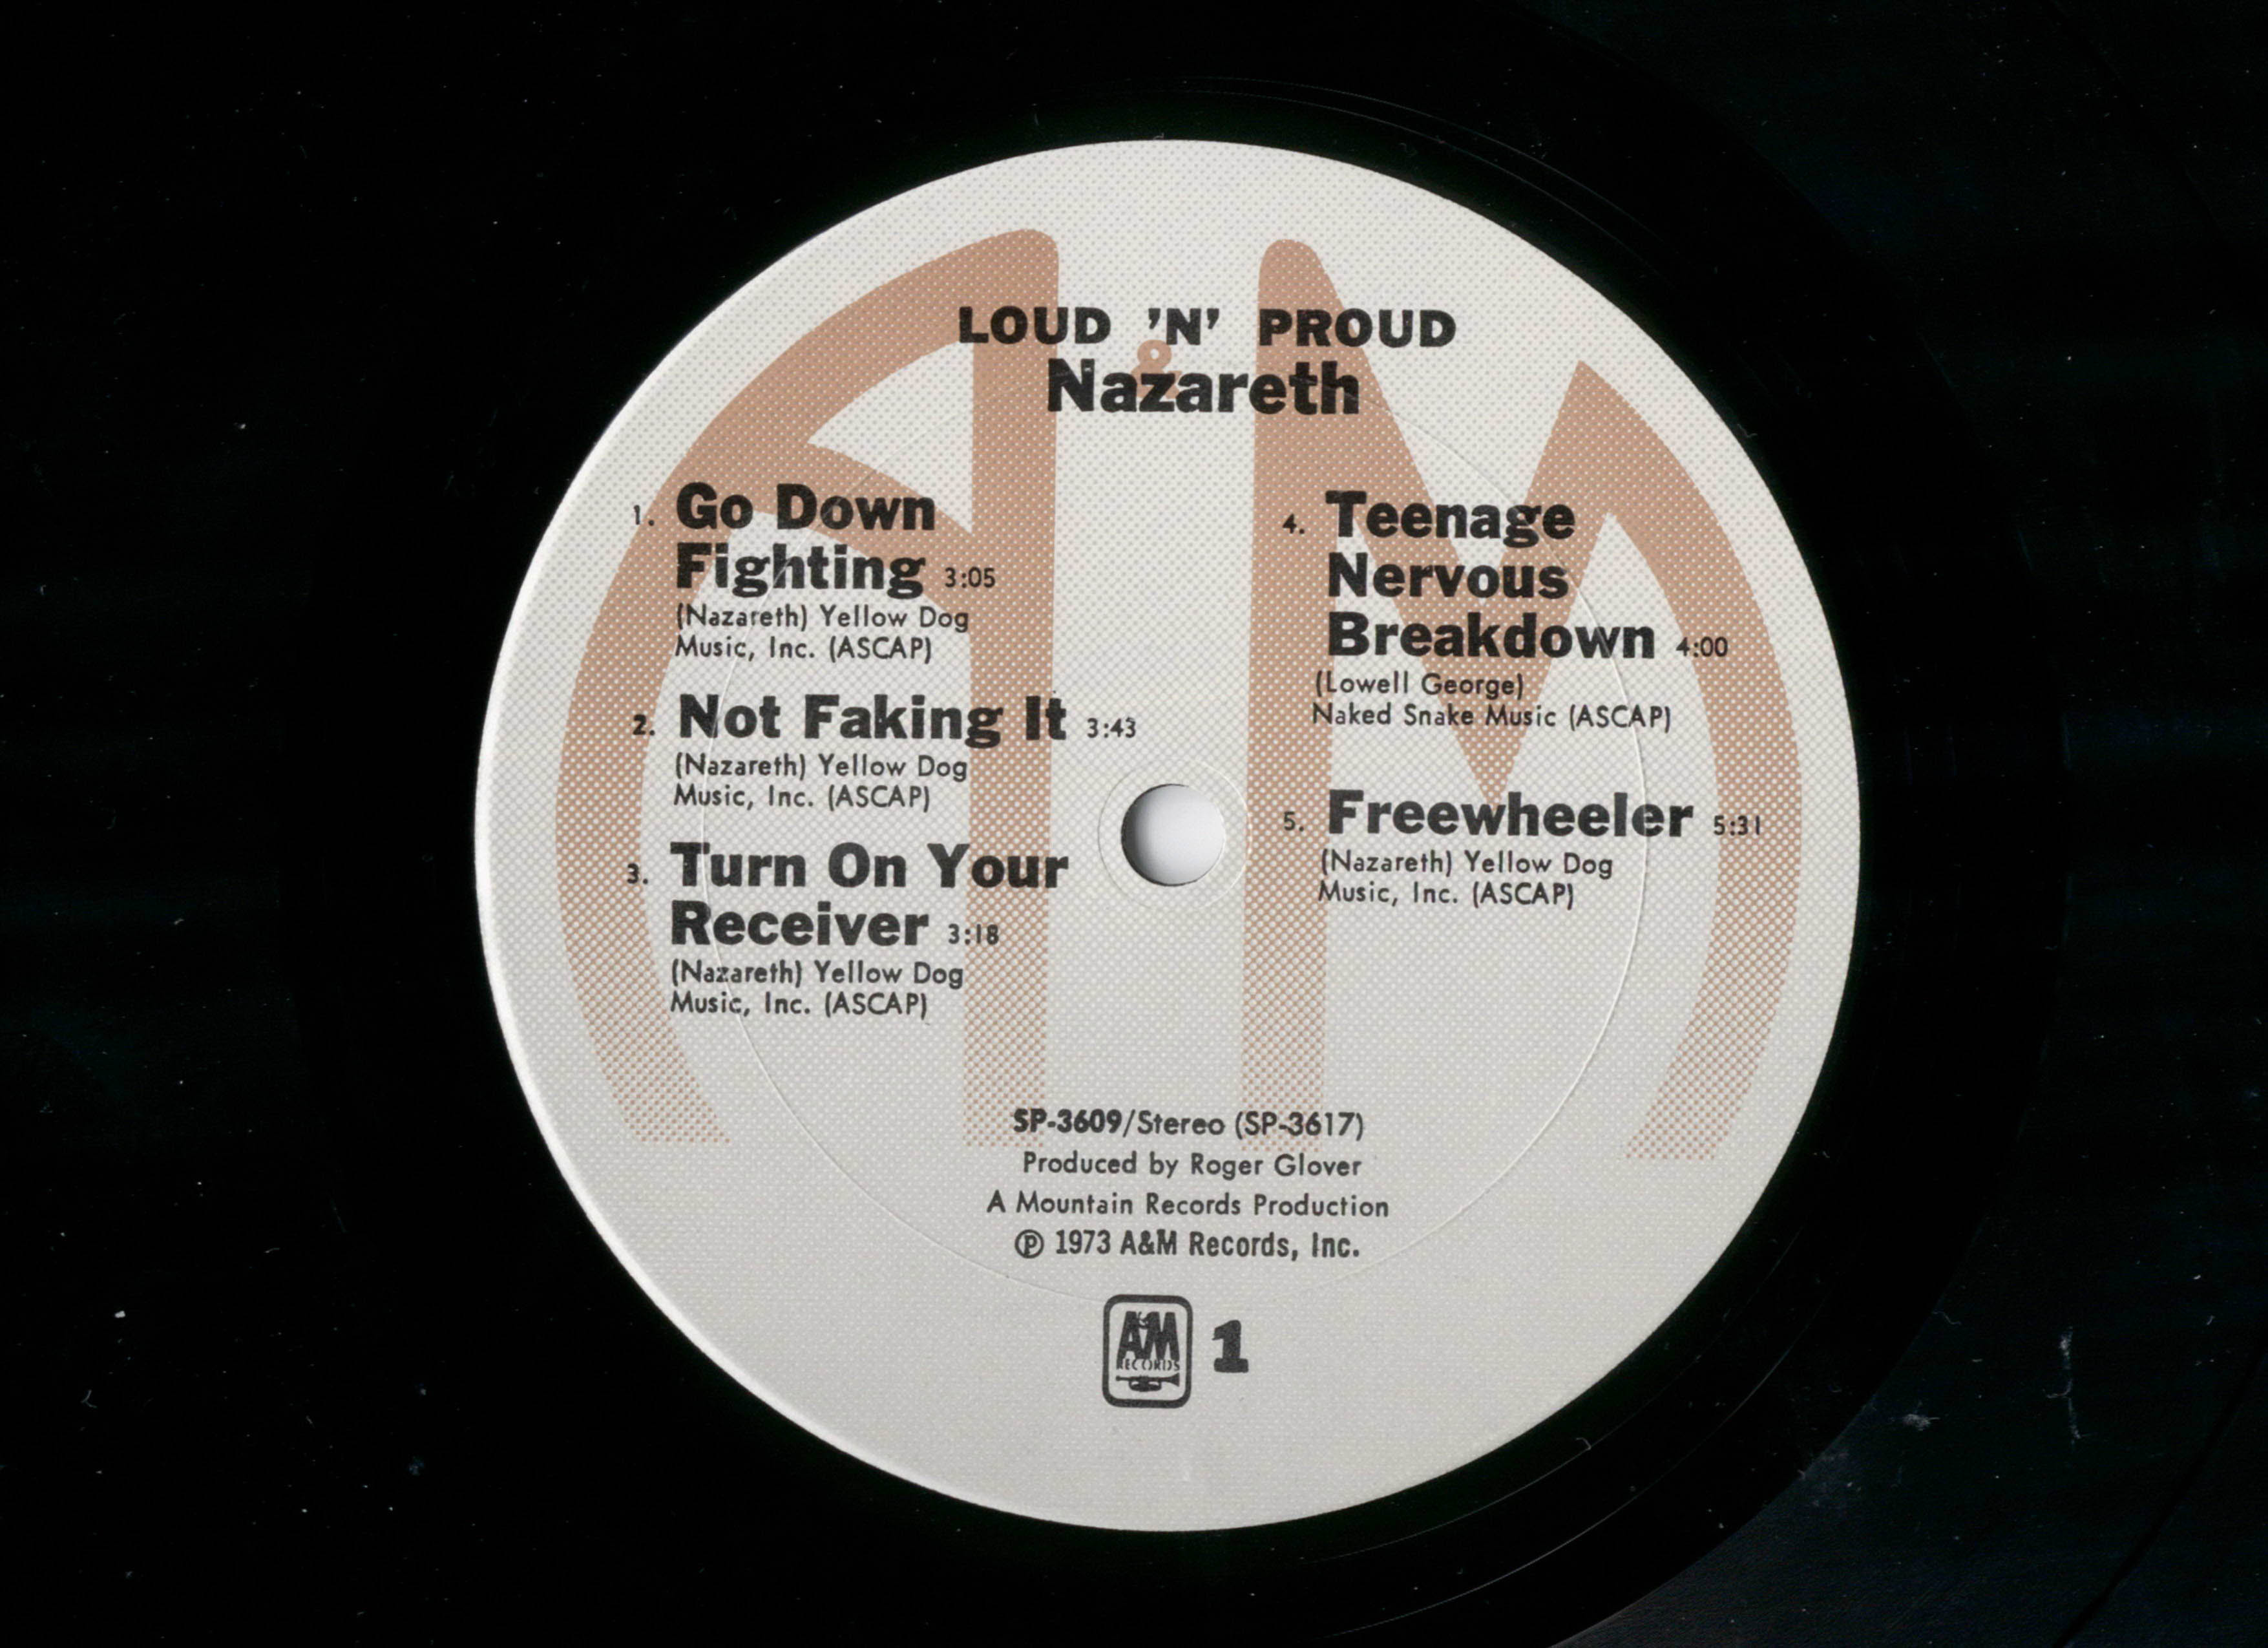 LOUD 'N' PROUD
Nazareth
1. Go Down
Fighting 3:05
(Nazareth) Yellow Dog
Music, Inc. (ASCAP)
2. Not Faking It 3:43
(Nazareth) Yellow Dog
Music, Inc. (ASCAP)
3. Turn On Your
Receiver 3:18
(Nazareth) Yellow Dog
Music, Inc. (ASCAP)
4. Teenage
Nervous
Breakdown 4:00
(Lowell George)
Naked Snake Music (ASCAP)
5. Freewheeler 5:31
(Nazareth) Yellow Dog
Music, Inc. (ASCAP)
SP-3609/Stereo (SP-3617)
Produced by Roger Glover
A Mountain Records Production
℗ 1973 A&M Records, Inc.
A&M
RECORDS
1
A&M